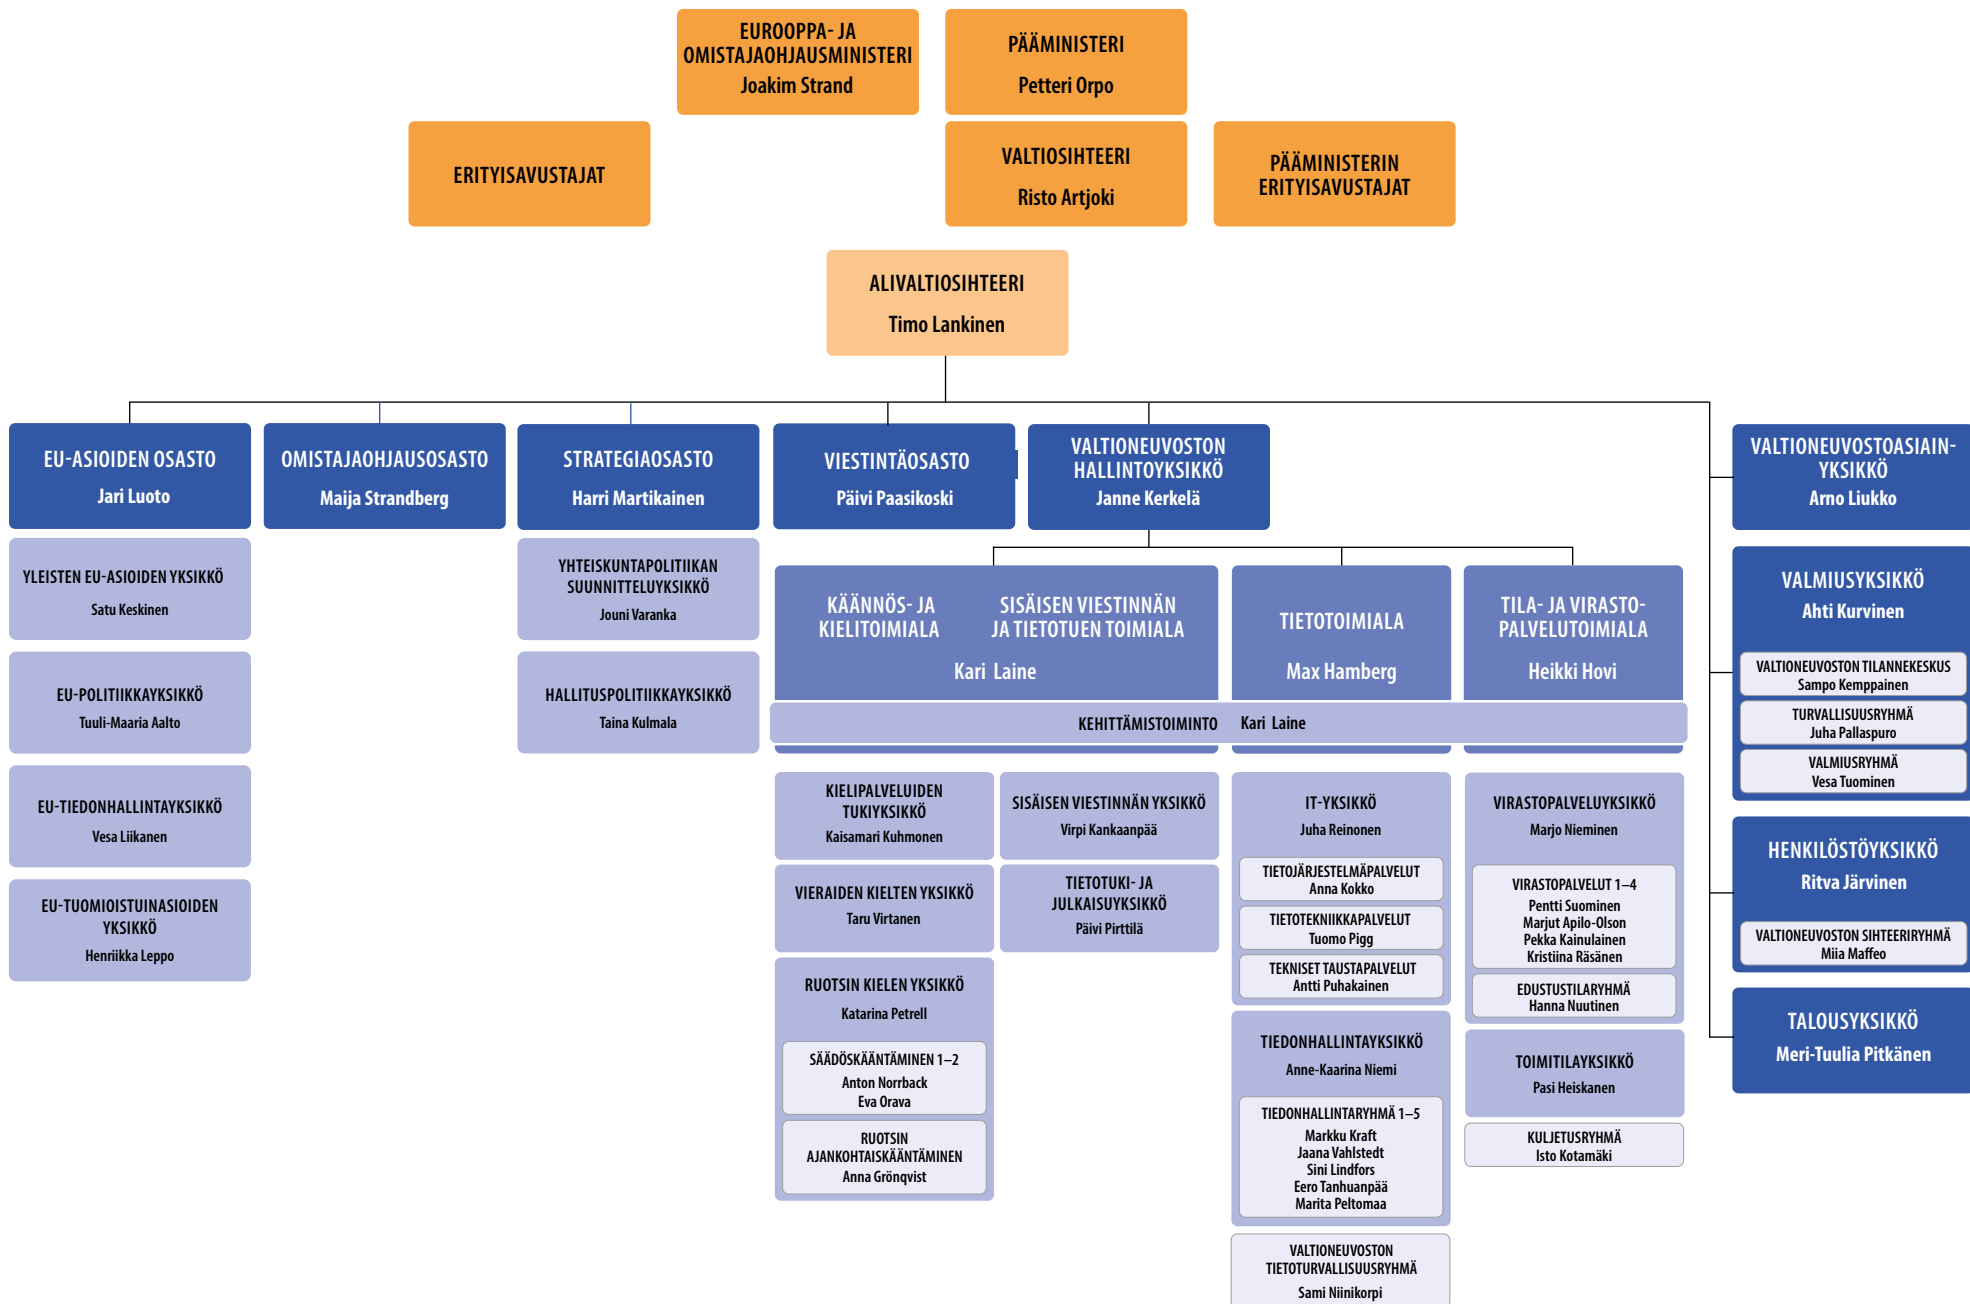 EUROOPPA- JA
OMISTAJAOHJAUSMINISTERI
Joakim Strand
PÄÄMINISTERI
Petteri Orpo
ERITYISAVUSTAJAT
VALTIOSIHTEERI
Risto Artjoki
PÄÄMINISTERIN
ERITYISAVUSTAJAT
ALIVALTIOSIHTEERI
Timo Lankinen
EU-ASIOIDEN OSASTO
Jari Luoto
OMISTAJAOHJAUSOSASTO
Maija Strandberg
STRATEGIAOSASTO
Harri Martikainen
VIESTINTÄOSASTO
Päivi Paasikoski
VALTIONEUVOSTON
HALLINTOYKSIKKÖ
Janne Kerkelä
VALTIONEUVOSTOASIAIN-
YKSIKKÖ
Arno Liukko
YLEISTEN EU-ASIOIDEN YKSIKKÖ
Satu Keskinen
EU-POLITIIKKAYKSIKKÖ
Tuuli-Maaria Aalto
EU-TIEDONHALLINTAYKSIKKÖ
Vesa Liikanen
EU-TUOMIOISTUINASIOIDEN
YKSIKKÖ
Henriikka Leppo
YHTEISKUNTAPOLITIIKAN
SUUNNITTELUYKSIKKÖ
Jouni Varanka
HALLITUSPOLITIIKKAYKSIKKÖ
Taina Kulmala
KÄÄNNÖS- JA
KIELITOIMIALA
SISÄISEN VIESTINNÄN
JA TIETOTUEN TOIMIALA
Kari Laine
TIETOTOIMIALA
Max Hamberg
TILA- JA VIRASTO-
PALVELUTOIMIALA
Heikki Hovi
KEHITTÄMISTOIMINTO Kari Laine
KIELIPALVELUIDEN
TUKIYKSIKKÖ
Kaisamari Kuhmonen
VIERAIDEN KIELTEN YKSIKKÖ
Taru Virtanen
RUOTSIN KIELEN YKSIKKÖ
Katarina Petrell
SÄÄDÖSKÄÄNTÄMINEN 1–2
Anton Norrback
Eva Orava
RUOTSIN
AJANKOHTAISKÄÄNTÄMINEN
Anna Grönqvist
SISÄISEN VIESTINNÄN YKSIKKÖ
Virpi Kankaanpää
TIETOTUKI- JA
JULKAISUYKSIKKÖ
Päivi Pirttilä
IT-YKSIKKÖ
Juha Reinonen
TIETOJÄRJESTELMÄPALVELUT
Anna Kokko
TIETOTEKNIIKKAPALVELUT
Tuomo Pigg
TEKNISET TAUSTAPALVELUT
Antti Puhakainen
TIEDONHALLINTAYKSIKKÖ
Anne-Kaarina Niemi
TIEDONHALLINTARYHMÄ 1–5
Markku Kraft
Jaana Vahlstedt
Sini Lindfors
Eero Tanhuanpää
Marita Peltomaa
VALTIONEUVOSTON
TIETOTURVALLISUUSRYHMÄ
Sami Niinikorpi
VIRASTOPALVELUYKSIKKÖ
Marjo Nieminen
VIRASTOPALVELUT 1–4
Pentti Suominen
Marjut Apilo-Olson
Pekka Kainulainen
Kristiina Räsänen
EDUSTUSTILARYHMÄ
Hanna Nuutinen
TOIMITILAYKSIKKÖ
Pasi Heiskanen
KULJETUSRYHMÄ
Isto Kotamäki
VALMIUSYKSIKKÖ
Ahti Kurvinen
VALTIONEUVOSTON TILANNEKESKUS
Sampo Kemppainen
TURVALLISUUSRYHMÄ
Juha Pallaspuro
VALMIUSRYHMÄ
Vesa Tuominen
HENKILÖSTÖYKSIKKÖ
Ritva Järvinen
VALTIONEUVOSTON SIHTEERIRYHMÄ
Miia Maffeo
TALOUSYKSIKKÖ
Meri-Tuulia Pitkänen